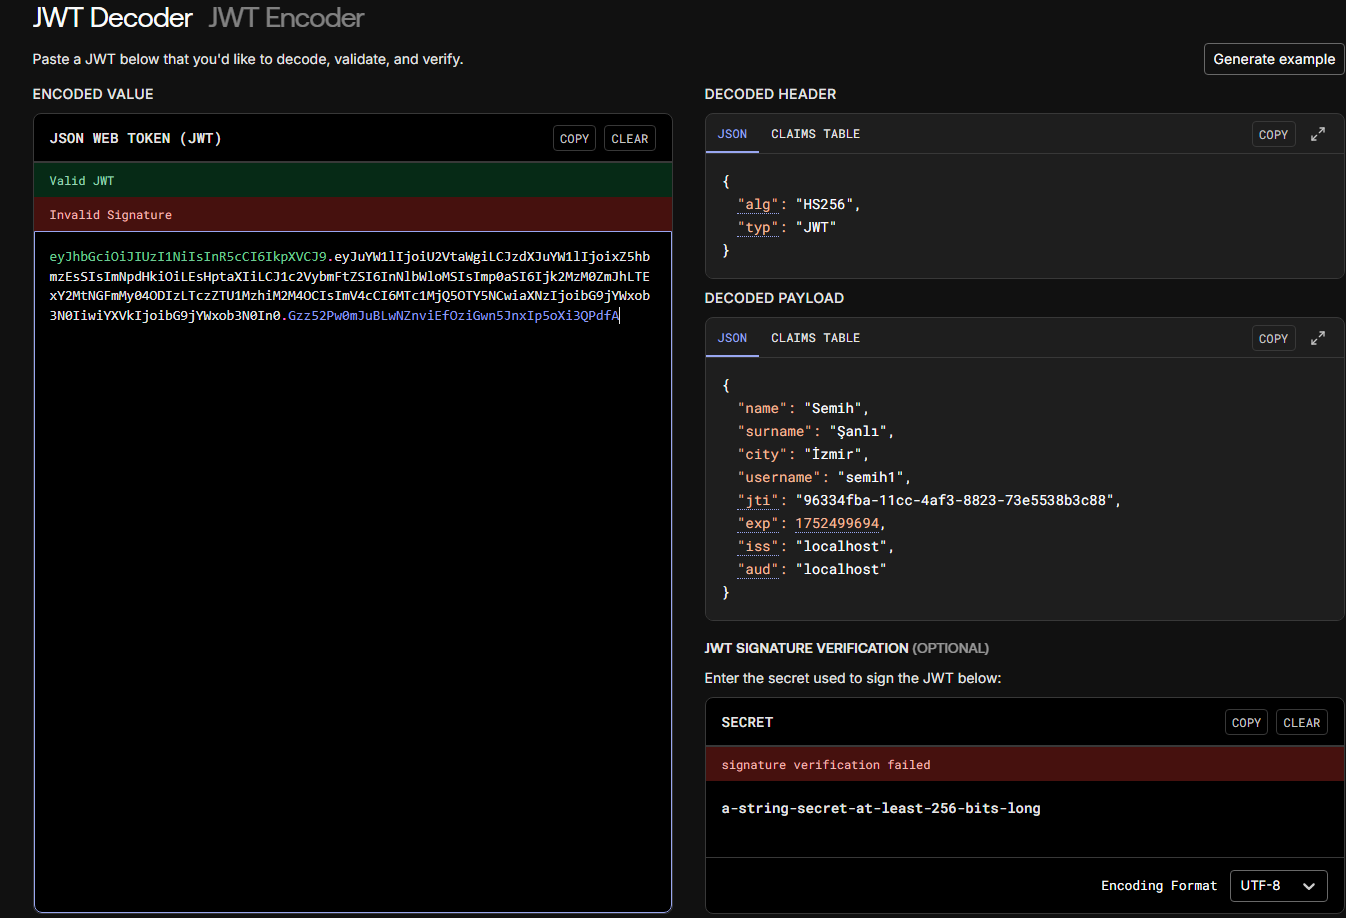 JWT Decoder JWT Encoder
Paste a JWT below that you'd like to decode, validate, and verify.
Generate example
ENCODED VALUE
JSON WEB TOKEN (JWT)
COPY
CLEAR
Valid JWT
Invalid Signature
eyJhbGciOiJIUzI1NiIsInR5cCI6IkpXVCJ9.eyJuYW1lIjoiU2VtaWgiLCJzdXJuYW1lIjoixZ5hb
mzEsSIsImNpdHkiOiLEsHptaXIiLCJ1c2VybmFtZSI6InNlbWloMSIsImp0aSI6Ijk2MzM0ZmJhLTE
xY2MtNGFmMy04ODIzLTczZTU1MzhiM2M4OCIsImV4cCI6MTc1MjQ5OTY5NCwiaXNzIjoibG9jYWxob
3N0IiwiYXVkIjoibG9jYWxob3N0In0.Gzz52Pw0mJuBLwNZnviEfOziGwn5JnxIp5oXi3QPdfA
DECODED HEADER
JSON
CLAIMS TABLE
COPY
{
"alg": "HS256",
"typ": "JWT"
}
DECODED PAYLOAD
JSON
CLAIMS TABLE
COPY
{
"name": "Semih",
"surname": "Şanlı",
"city": "İzmir",
"username": "semih1",
"jti": "96334fba-11cc-4af3-8823-73e5538b3c88",
"exp": 1752499694,
"iss": "localhost",
"aud": "localhost"
}
JWT SIGNATURE VERIFICATION (OPTIONAL)
Enter the secret used to sign the JWT below:
SECRET
COPY
CLEAR
signature verification failed
a-string-secret-at-least-256-bits-long
Encoding Format
UTF-8